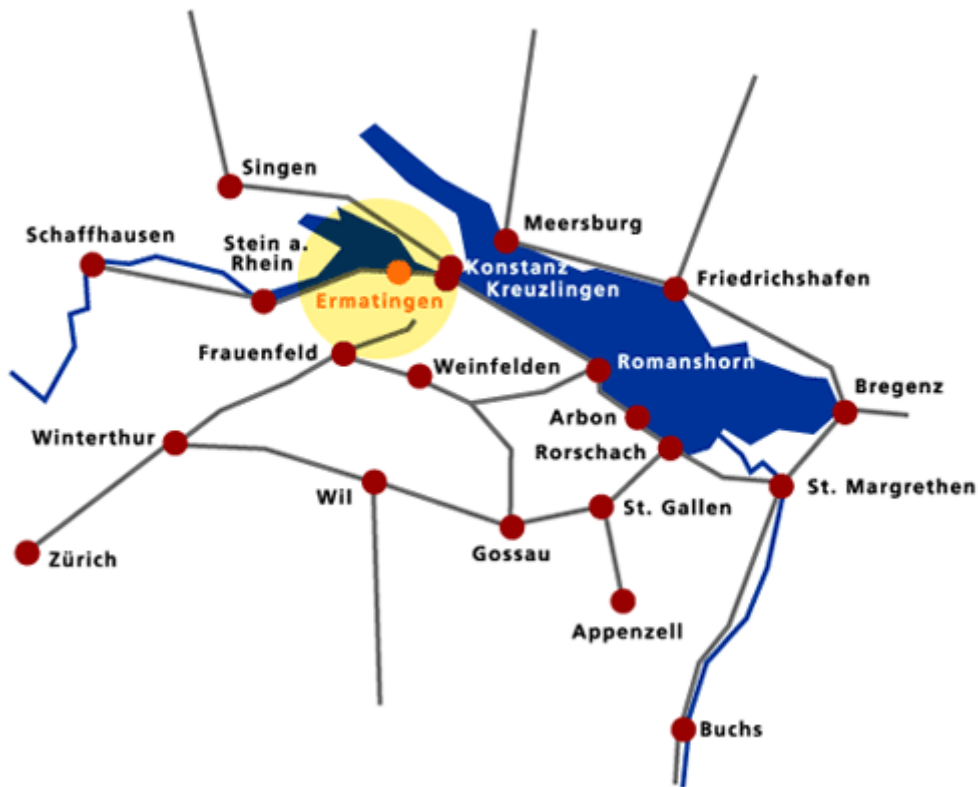 Singen
Meersburg
Schaffhausen
Stein a.
Rhein
Konstanz
Kreuzlingen
Friedrichshafen
Ermatingen
Frauenfeld
Weinfelden
Romanshorn
Bregenz
Arbon
Winterthur
Rorschach
Wil
St. Margrethen
St. Gallen
Gossau
Zürich
Appenzell
Buchs